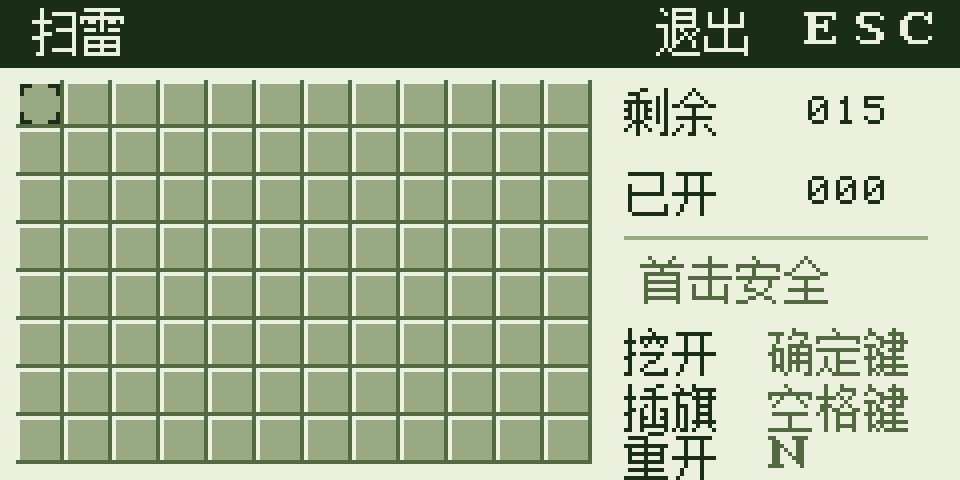 扫雷 退出 ESC
剩余 015
已开 000
首击安全
挖开 确定键
插旗 空格键
重开 N